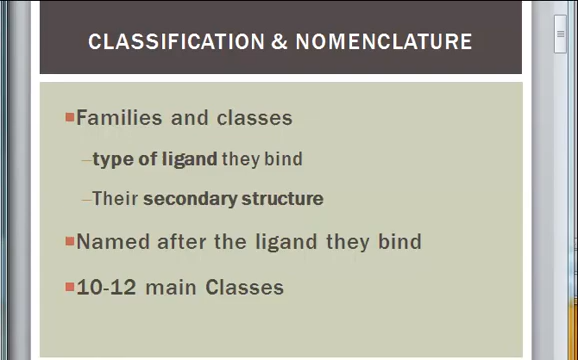 CLASSIFICATION & NOMENCLATURE
Families and classes
–type of ligand they bind
–Their secondary structure
Named after the ligand they bind
10-12 main Classes